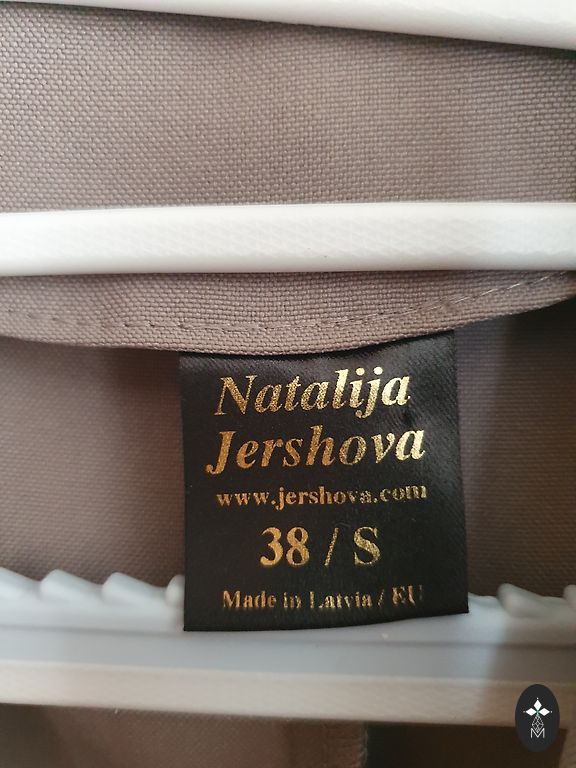 Natalija
Jershova
www.jershova.com
38 / S
Made in Latvia / EU
M